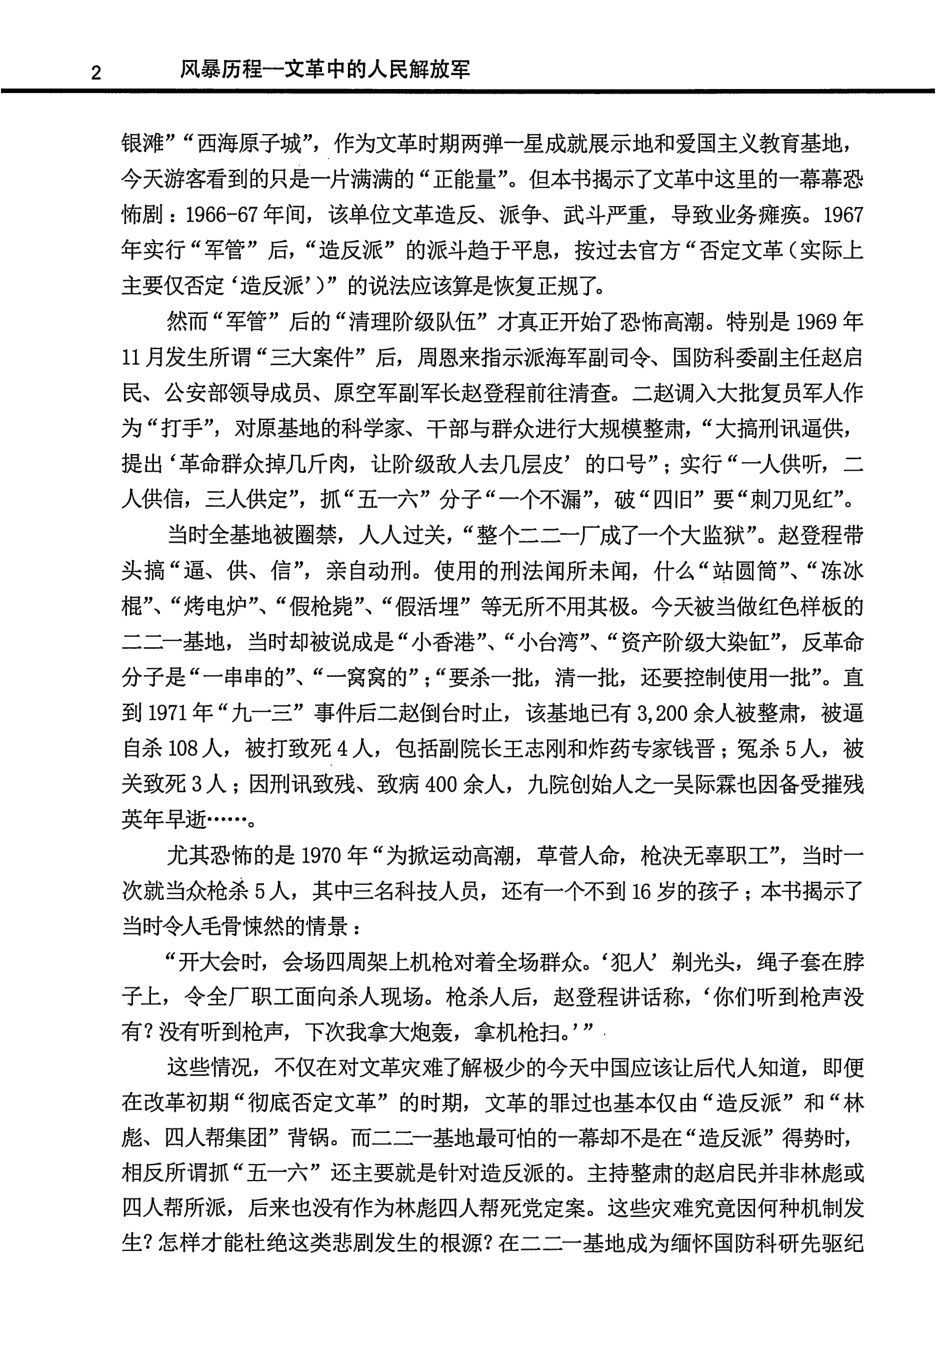 2 风暴历程—文革中的人民解放军
银滩”“西海原子城”，作为文革时期两弹一星成就展示地和爱国主义教育基地，
今天游客看到的只是一片满满的“正能量”。但本书揭示了文革中这里的一幕幕恐
怖剧：1966-67 年间，该单位文革造反、派争、武斗严重，导致业务瘫痪。1967
年实行“军管”后，“造反派”的派斗趋于平息，按过去官方“否定文革（实际上
主要仅否定‘造反派’）”的说法应该算是恢复正规了。
然而“军管”后的“清理阶级队伍”才真正开始了恐怖高潮。特别是 1969 年
11 月发生所谓“三大案件”后，周恩来指示派海军副司令、国防科委副主任赵启
民、公安部领导成员、原空军副军长赵登程前往清查。二赵调入大批复员军人作
为“打手”，对原基地的科学家、干部与群众进行大规模整肃，“大搞刑讯逼供，
提出‘革命群众掉几斤肉，让阶级敌人去几层皮’的口号”；实行“一人供听，二
人供信，三人供定”，抓“五一六”分子“一个不漏”，破“四旧”要“刺刀见红”。
当时全基地被圈禁，人人过关，“整个二二一厂成了一个大监狱”。赵登程带
头搞“逼、供、信”，亲自动刑。使用的刑法闻所未闻，什么“站圆筒”、“冻冰
棍”、“烤电炉”、“假枪毙”、“假活埋”等无所不用其极。今天被当做红色样板的
二二一基地，当时却被说成是“小香港”、“小台湾”、“资产阶级大染缸”，反革命
分子是“一串串的”、“一窝窝的”；“要杀一批，清一批，还要控制使用一批”。直
到 1971 年“九一三”事件后二赵倒台时止，该基地已有 3,200 余人被整肃，被逼
自杀 108 人，被打致死 4 人，包括副院长王志刚和炸药专家钱晋；冤杀 5 人，被
关致死 3 人；因刑讯致残、致病 400 余人，九院创始人之一吴际霖也因备受摧残
英年早逝……。
尤其恐怖的是 1970 年“为掀运动高潮，草菅人命，枪决无辜职工”，当时一
次就当众枪杀 5 人，其中三名科技人员，还有一个不到 16 岁的孩子；本书揭示了
当时令人毛骨悚然的情景：
“开大会时，会场四周架上机枪对着全场群众。‘犯人’剃光头，绳子套在脖
子上，令全厂职工面向杀人现场。枪杀人后，赵登程讲话称，‘你们听到枪声没
有？没有听到枪声，下次我拿大炮轰，拿机枪扫。’”
这些情况，不仅在对文革灾难了解极少的今天中国应该让后代人知道，即便
在改革初期“彻底否定文革”的时期，文革的罪过也基本仅由“造反派”和“林
彪、四人帮集团”背锅。而二二一基地最可怕的一幕却不是在“造反派”得势时，
相反所谓抓“五一六”还主要就是针对造反派的。主持整肃的赵启民并非林彪或
四人帮所派，后来也没有作为林彪四人帮死党定案。这些灾难究竟因何种机制发
生？怎样才能杜绝这类悲剧发生的根源？在二二一基地成为缅怀国防科研先驱纪